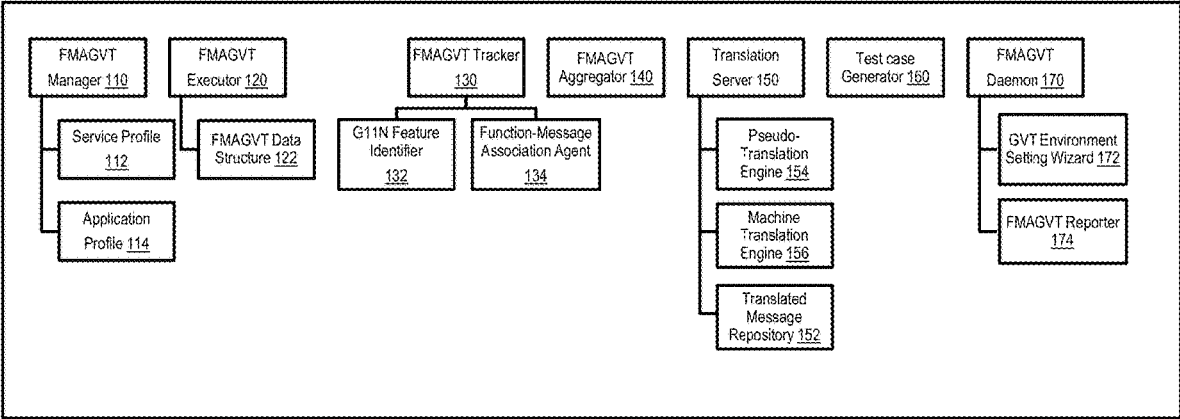 FMAGVT
Manager 110
FMAGVT
Executor 120
FMAGVT Tracker
130
FMAGVT
Aggregator 140
Translation
Server 150
Test case
Generator 160
FMAGVT
Daemon 170
Service Profile
112
FMAGVT Data
Structure 122
G11N Feature
Identifier
132
Function-Message
Association Agent
134
Pseudo-
Translation
Engine 154
GVT Environment
Setting Wizard 172
Application
Profile 114
Machine
Translation
Engine 156
FMAGVT Reporter
174
Translated
Message
Repository 152